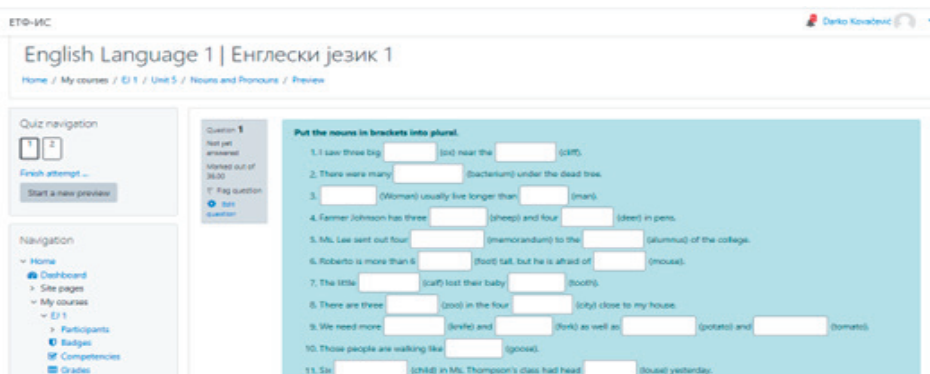 ЕТФ-ИС
Darko Kovačević
English Language 1 | Енглески језик 1
Home / My courses / EJ 1 / Unit 5 / Nouns and Pronouns / Preview
Quiz navigation
1 2
Finish attempt ...
Start a new preview
Navigation
Home
Dashboard
Site pages
My courses
EJ 1
Participants
Badges
Competencies
Grades
Question 1
Not yet
answered
Marked out of
36.00
Flag question
Edit
question
Put the nouns in brackets into plural.
1. I saw three big (ox) near the (cliff).
2. There were many (bacterium) under the dead tree.
3. (Woman) usually live longer than (man).
4. Farmer Johnson has three (sheep) and four (deer) in pens.
5. Ms. Lee sent out four (memorandum) to the (alumnus) of the college.
6. Roberto is more than 6 (foot) tall, but he is afraid of (mouse).
7. The little (calf) lost their baby (tooth).
8. There are three (zoo) in the four (city) close to my house.
9. We need more (knife) and (fork) as well as (potato) and (tomato).
10. Those people are walking like (goose).
11. Six (child) in Ms. Thompson's class had head (louse) yesterday.